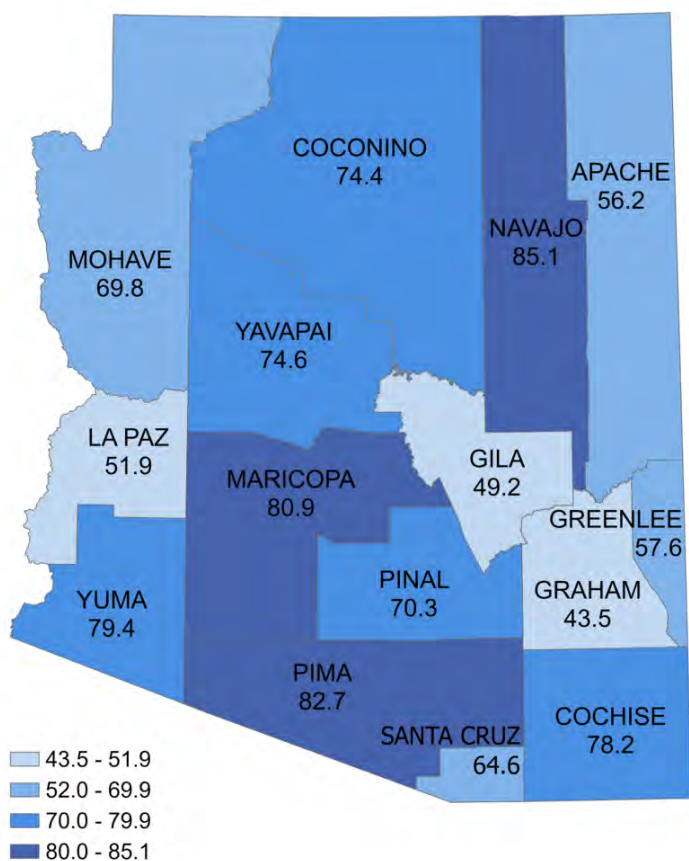 COCONINO
74.4
APACHE
56.2
NAVAJO
85.1
MOHAVE
69.8
YAVAPAI
74.6
LA PAZ
51.9
GILA
49.2
MARICOPA
80.9
GREENLEE
57.6
PINAL
70.3
GRAHAM
43.5
YUMA
79.4
PIMA
82.7
COCHISE
78.2
SANTA CRUZ
64.6
43.5 - 51.9
52.0 - 69.9
70.0 - 79.9
80.0 - 85.1